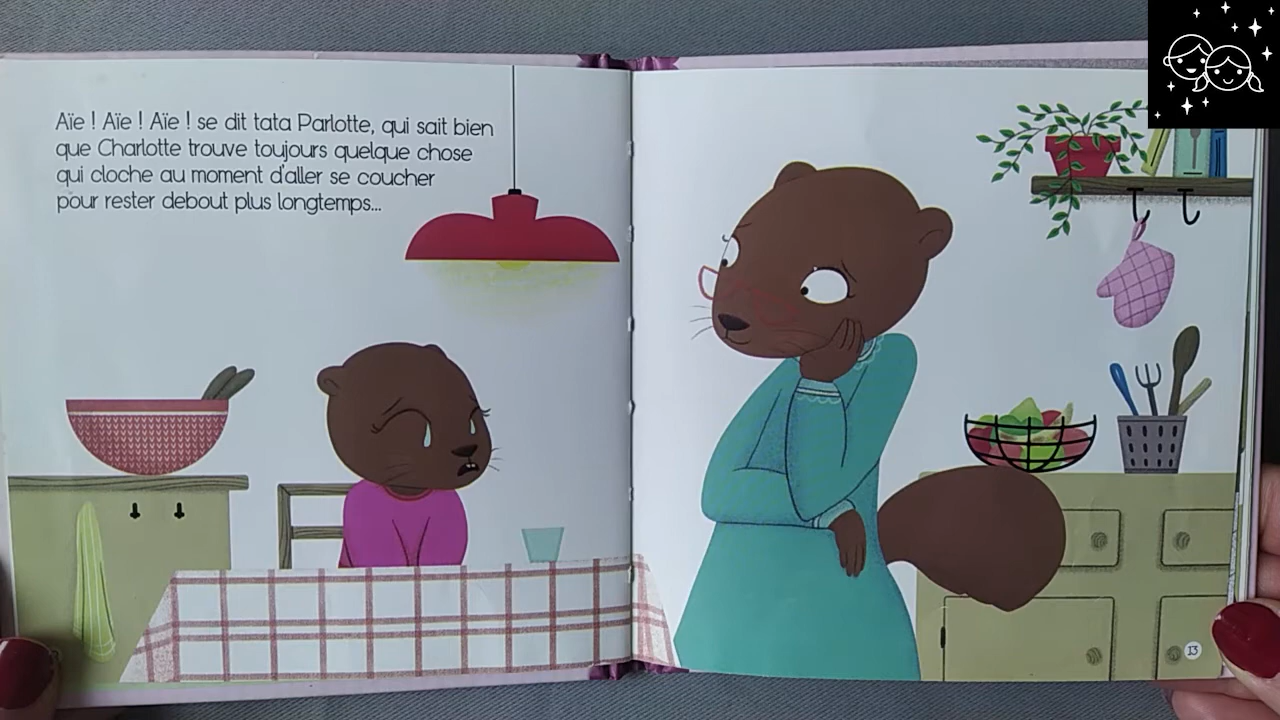 Aïe ! Aïe ! Aïe ! se dit tata Parlotte, qui sait bien
que Charlotte trouve toujours quelque chose
qui cloche au moment d'aller se coucher
pour rester debout plus longtemps...
13